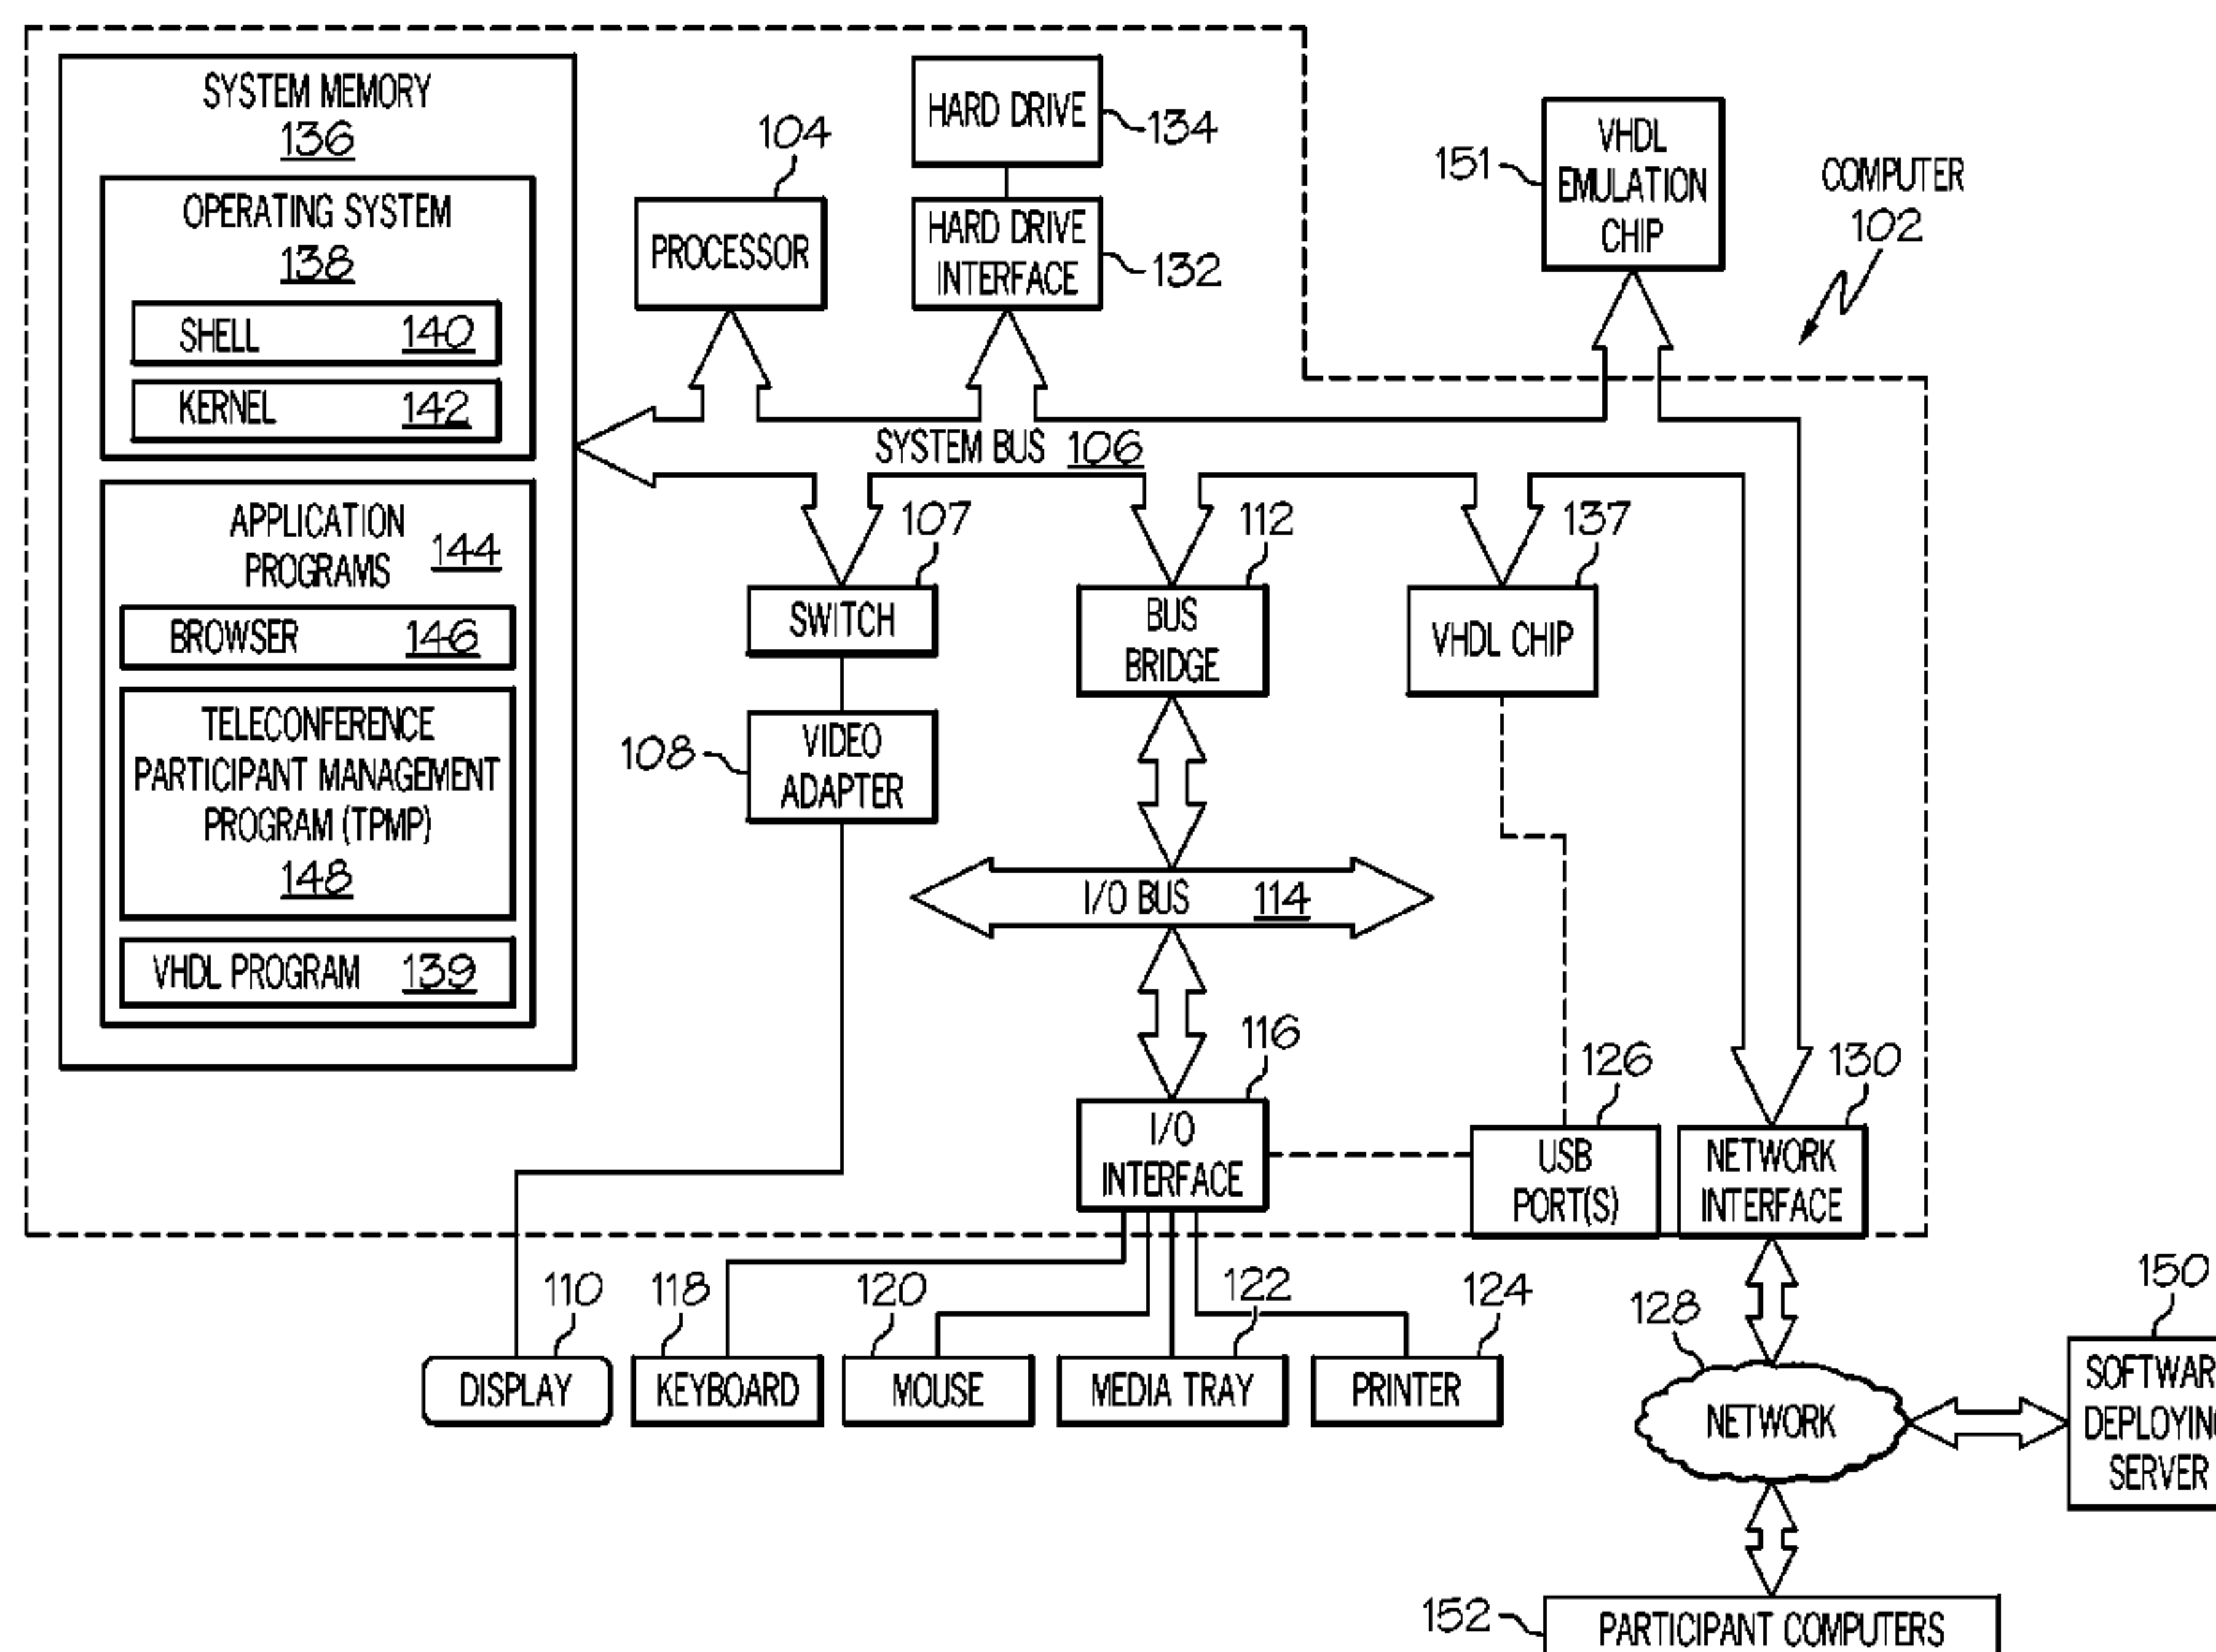 SYSTEM MEMORY
136
OPERATING SYSTEM
138
SHELL 140
KERNEL 142
APPLICATION
PROGRAMS 144
BROWSER 146
TELECONFERENCE
PARTICIPANT MANAGEMENT
PROGRAM (TPMP)
148
VHDL PROGRAM 139
104
PROCESSOR
HARD DRIVE
134
HARD DRIVE
INTERFACE
132
151
VHDL
EMULATION
CHIP
COMPUTER
102
SYSTEM BUS 106
107
SWITCH
112
BUS
BRIDGE
137
VHDL CHIP
108
VIDEO
ADAPTER
I/O BUS 114
116
I/O
INTERFACE
126
USB
PORT(S)
130
NETWORK
INTERFACE
110
DISPLAY
118
KEYBOARD
120
MOUSE
122
MEDIA TRAY
124
PRINTER
128
NETWORK
150
SOFTWAR
DEPLOYING
SERVER
152
PARTICIPANT COMPUTERS